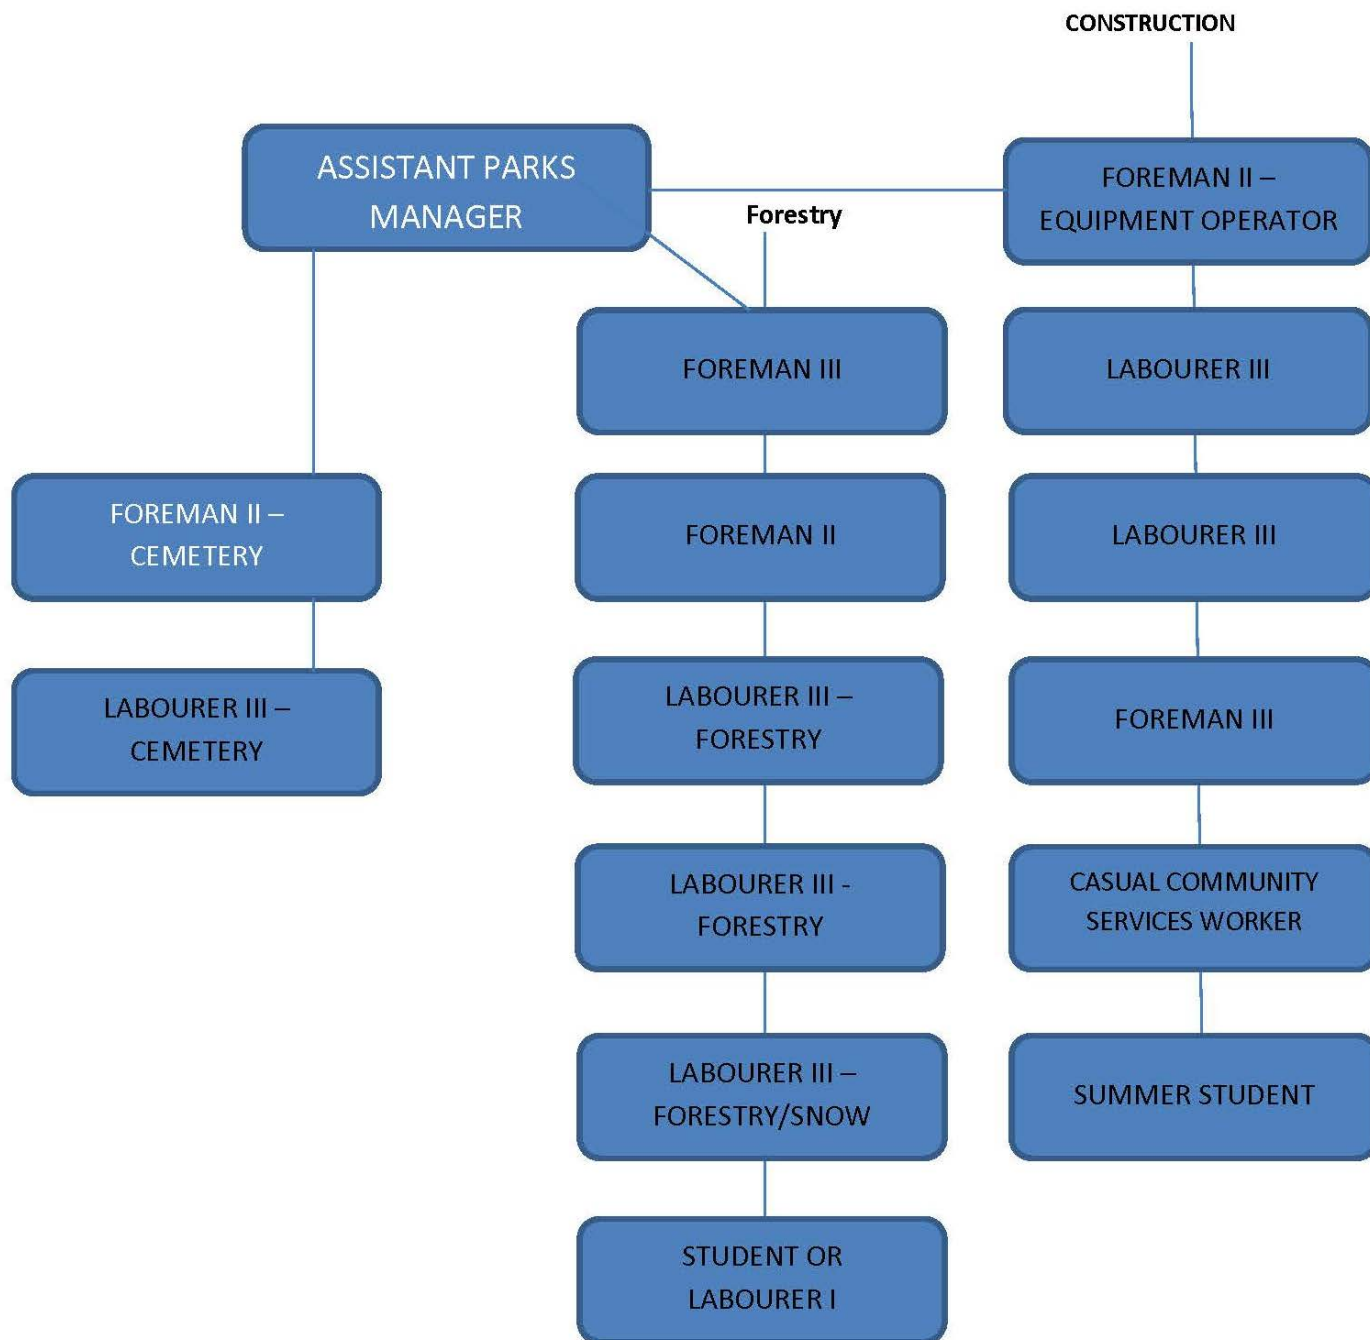 CONSTRUCTION
ASSISTANT PARKS
MANAGER
FOREMAN II –
EQUIPMENT OPERATOR
Forestry
FOREMAN III
LABOURER III
FOREMAN II –
CEMETERY
FOREMAN II
LABOURER III
LABOURER III –
CEMETERY
LABOURER III –
FORESTRY
FOREMAN III
LABOURER III -
FORESTRY
CASUAL COMMUNITY
SERVICES WORKER
LABOURER III –
FORESTRY/SNOW
SUMMER STUDENT
STUDENT OR
LABOURER I